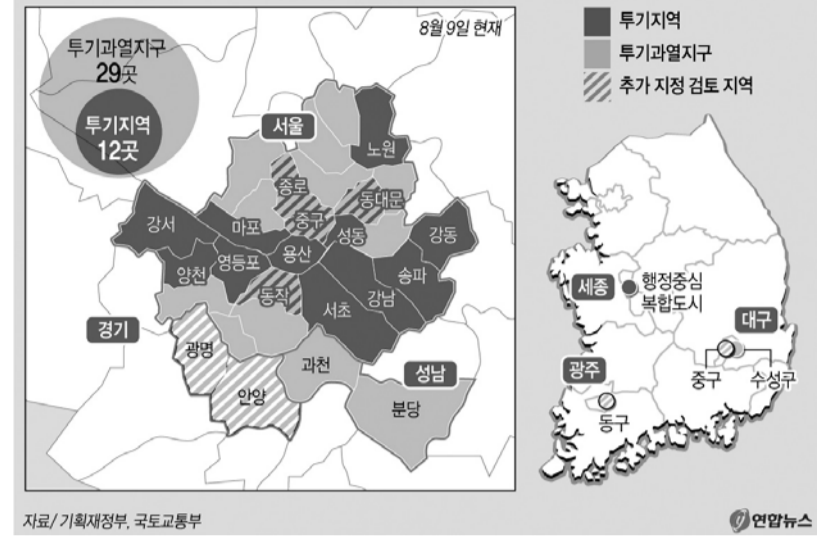 투기과열지구
29곳
투기지역
12곳
8월 9일 현재
투기지역
투기과열지구
추가 지정 검토 지역
서울
노원
종로
동대문
강서
마포
중구
성동
강동
양천
영등포
용산
송파
동작
서초
강남
경기
광명
과천
성남
안양
분당
세종
행정중심
복합도시
대구
중구
수성구
광주
동구
자료/ 기획재정부, 국토교통부
연합뉴스